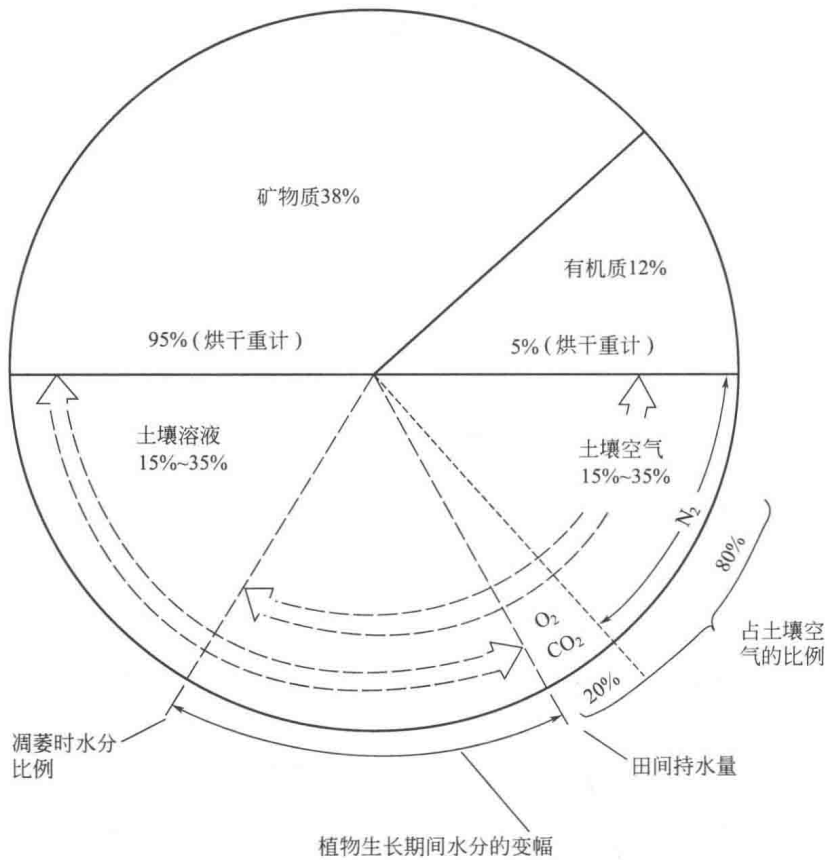 矿物质38%
有机质12%
95%（烘干重计）
5%（烘干重计）
土壤溶液
15%~35%
土壤空气
15%~35%
N₂
80%
O₂
CO₂
20%
占土壤空
气的比例
凋萎时水分
比例
田间持水量
植物生长期间水分的变幅